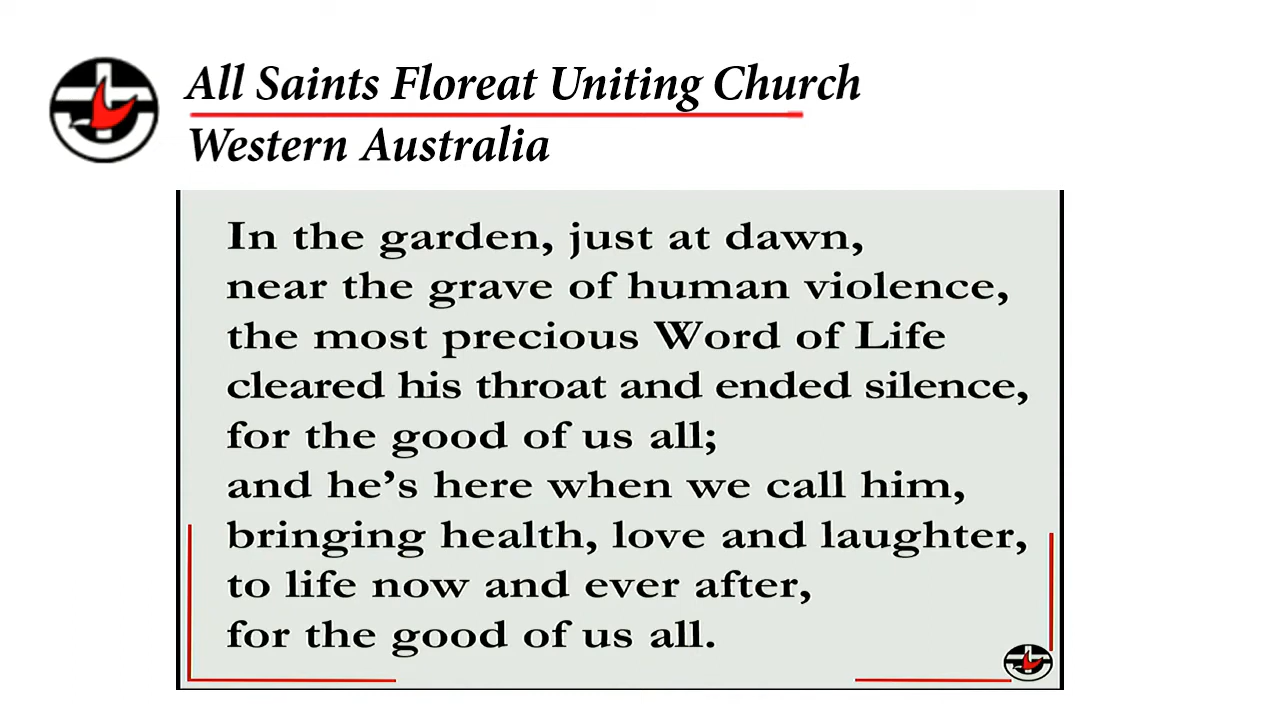 All Saints Floreat Uniting Church
Western Australia
In the garden, just at dawn,
near the grave of human violence,
the most precious Word of Life
cleared his throat and ended silence,
for the good of us all;
and he’s here when we call him,
bringing health, love and laughter,
to life now and ever after,
for the good of us all.